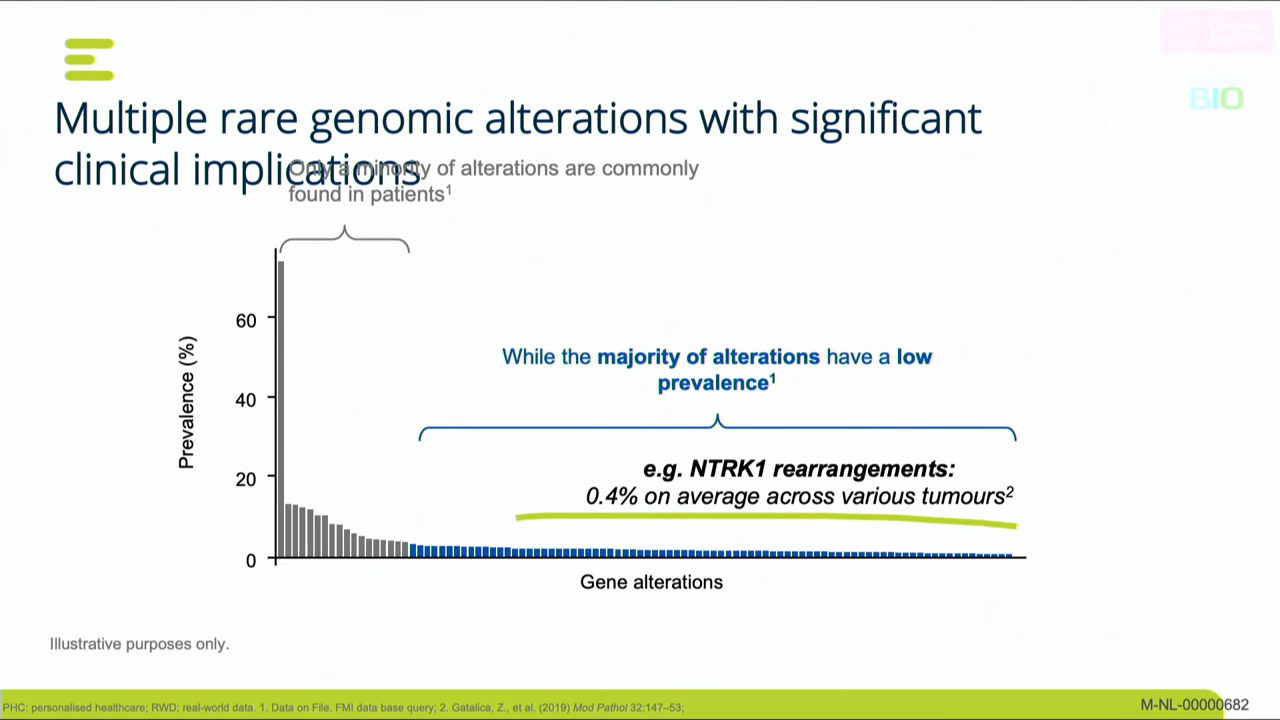 BIO
Multiple rare genomic alterations with significant
clinical implications
Only a minority of alterations are commonly
found in patients1
60
40
20
0
Prevalence (%)
While the majority of alterations have a low
prevalence1
e.g. NTRK1 rearrangements:
0.4% on average across various tumours2
Gene alterations
Illustrative purposes only.
PHC: personalised healthcare; RWD: real-world data. 1. Data on File. FMI data base query; 2. Gatalica, Z., et al. (2019) Mod Pathol 32:147–53;
M-NL-00000682